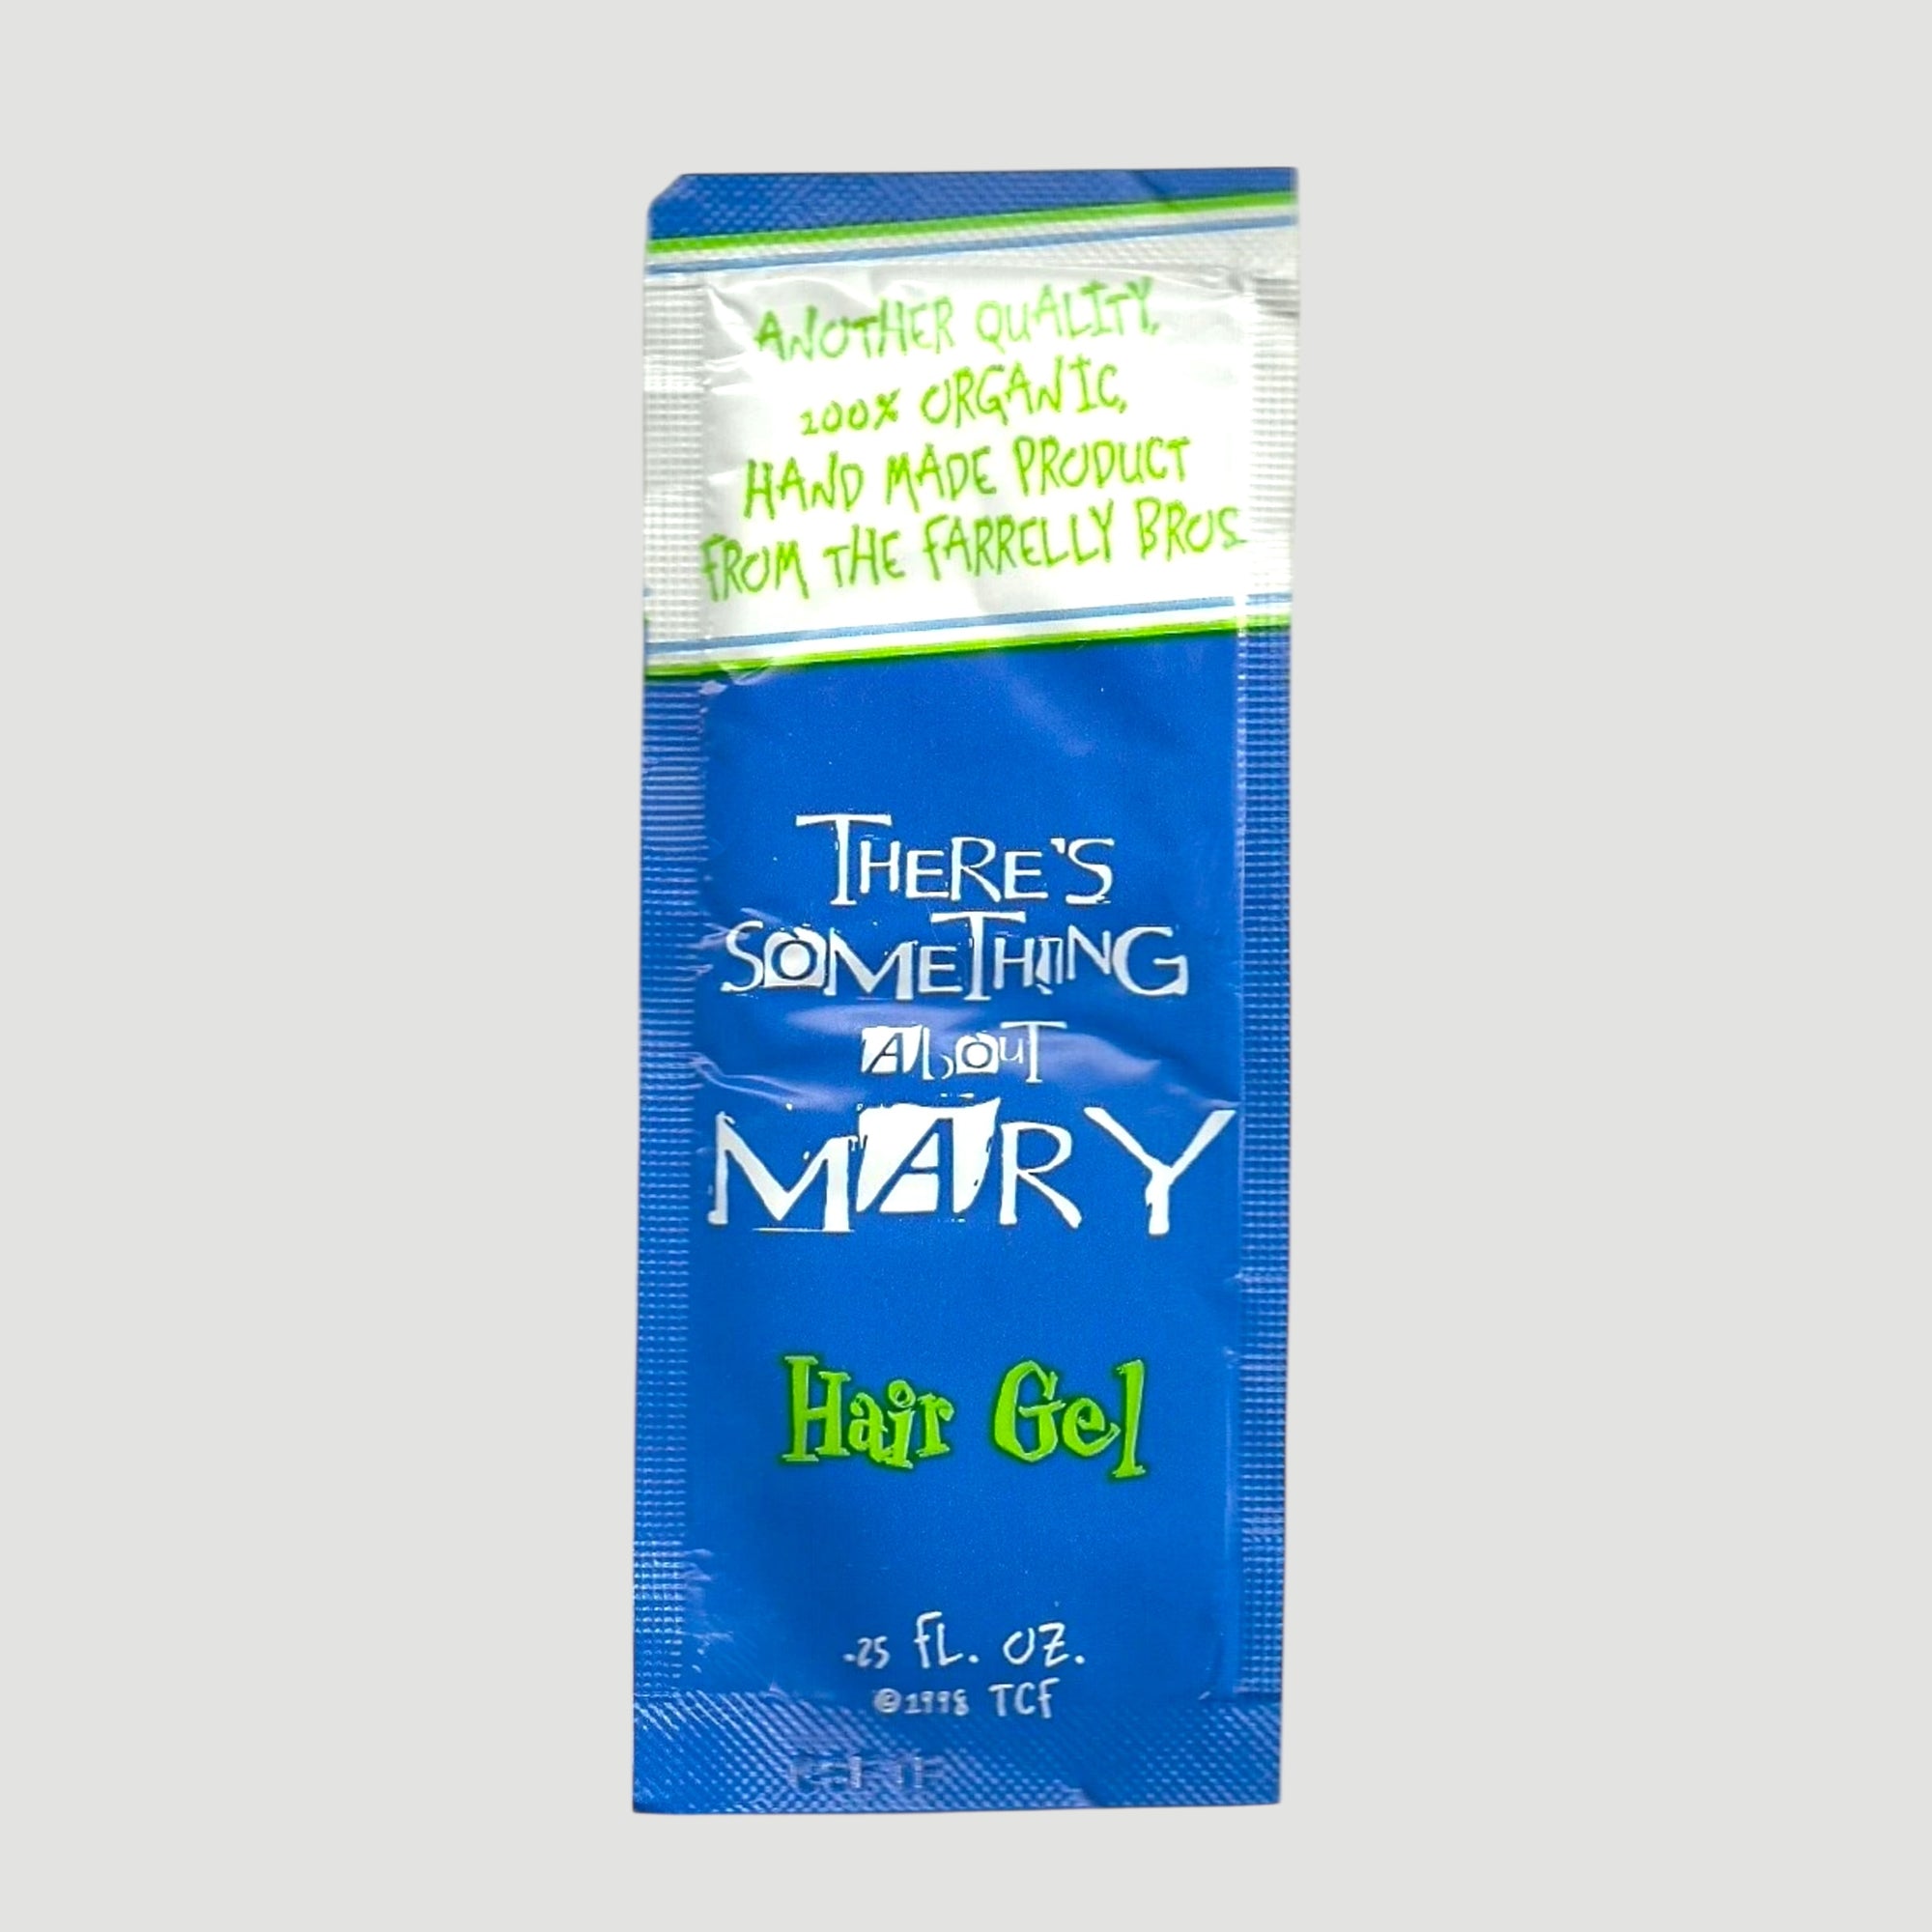 ANOTHER QUALITY,
100% ORGANIC,
HAND MADE PRODUCT
FROM THE FARRELLY BROS.
THERE'S
SOMETHING
AbOuT
MARY
Hair Gel
.25 fL. OZ.
©1998 TCF